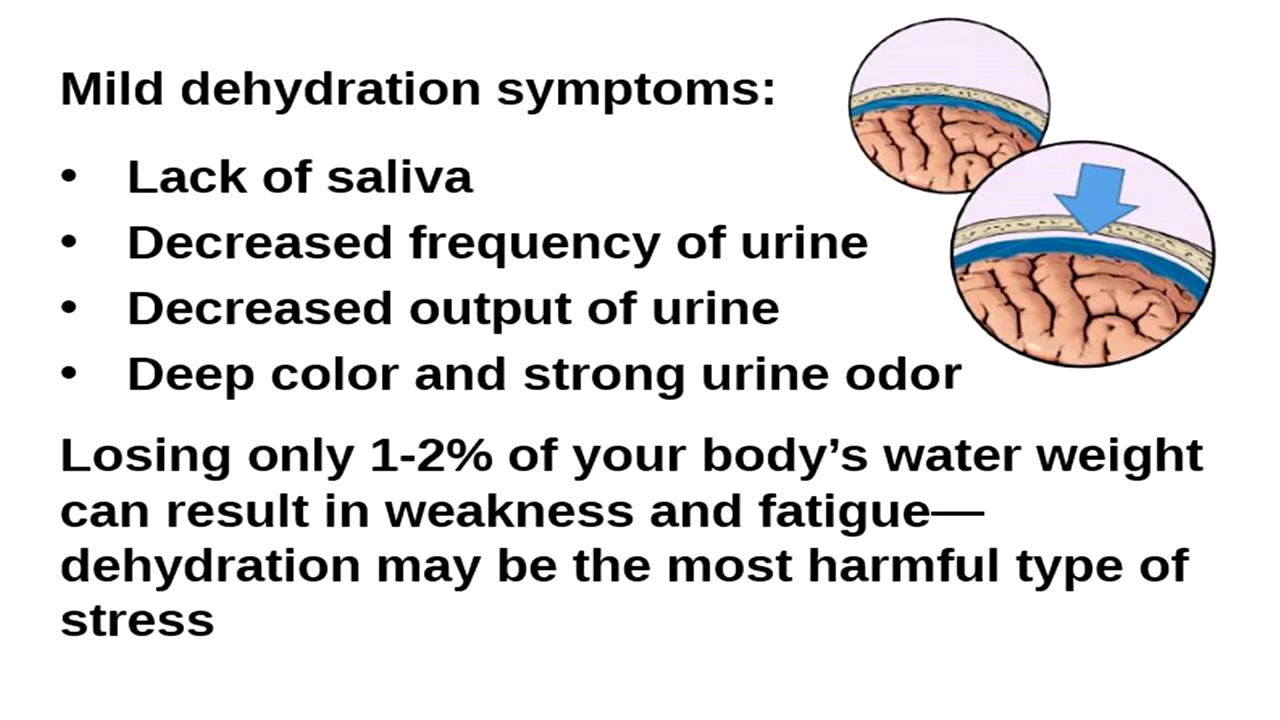 Mild dehydration symptoms:
• Lack of saliva
• Decreased frequency of urine
• Decreased output of urine
• Deep color and strong urine odor
Losing only 1-2% of your body’s water weight
can result in weakness and fatigue—
dehydration may be the most harmful type of
stress